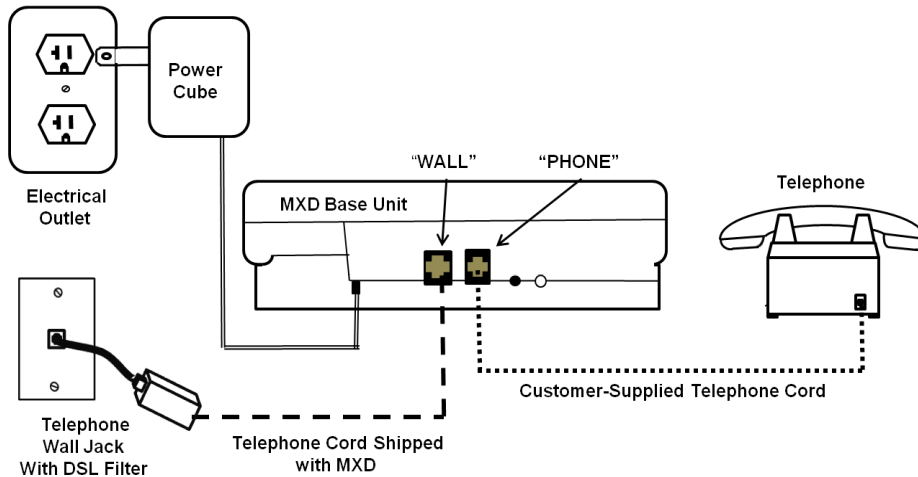 Power
Cube
Electrical
Outlet
"WALL"
"PHONE"
MXD Base Unit
Telephone
Telephone
Wall Jack
With DSL Filter
Telephone Cord Shipped
with MXD
Customer-Supplied Telephone Cord